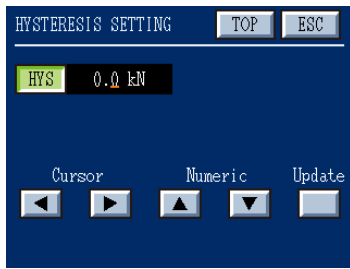 HYSTERESIS SETTING TOP ESC
HYS 0.0 kN
Cursor Numeric Update